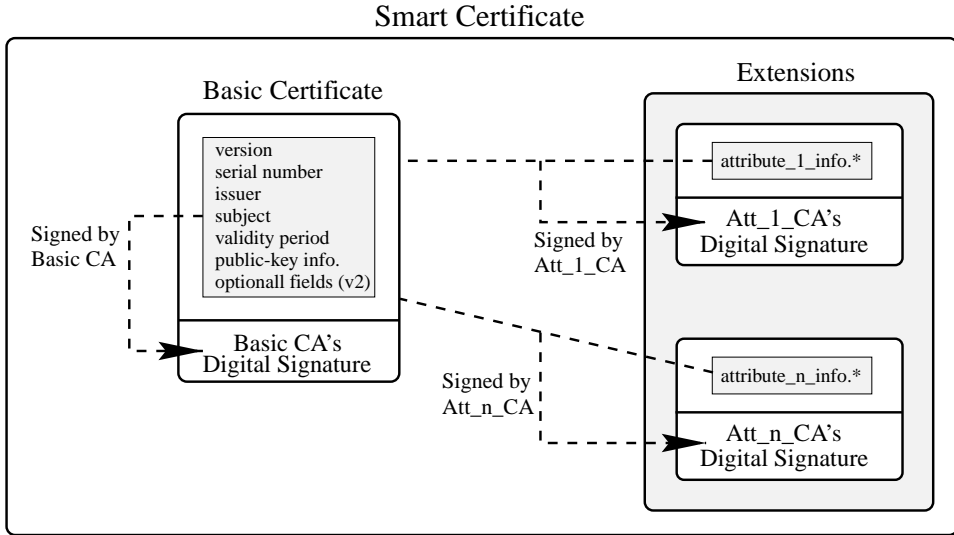 Smart Certificate
Basic Certificate
version
serial number
issuer
subject
validity period
public-key info.
optionall fields (v2)
Signed by
Basic CA
Basic CA's
Digital Signature
Extensions
attribute_1_info.*
Signed by
Att_1_CA
Att_1_CA's
Digital Signature
attribute_n_info.*
Signed by
Att_n_CA
Att_n_CA's
Digital Signature